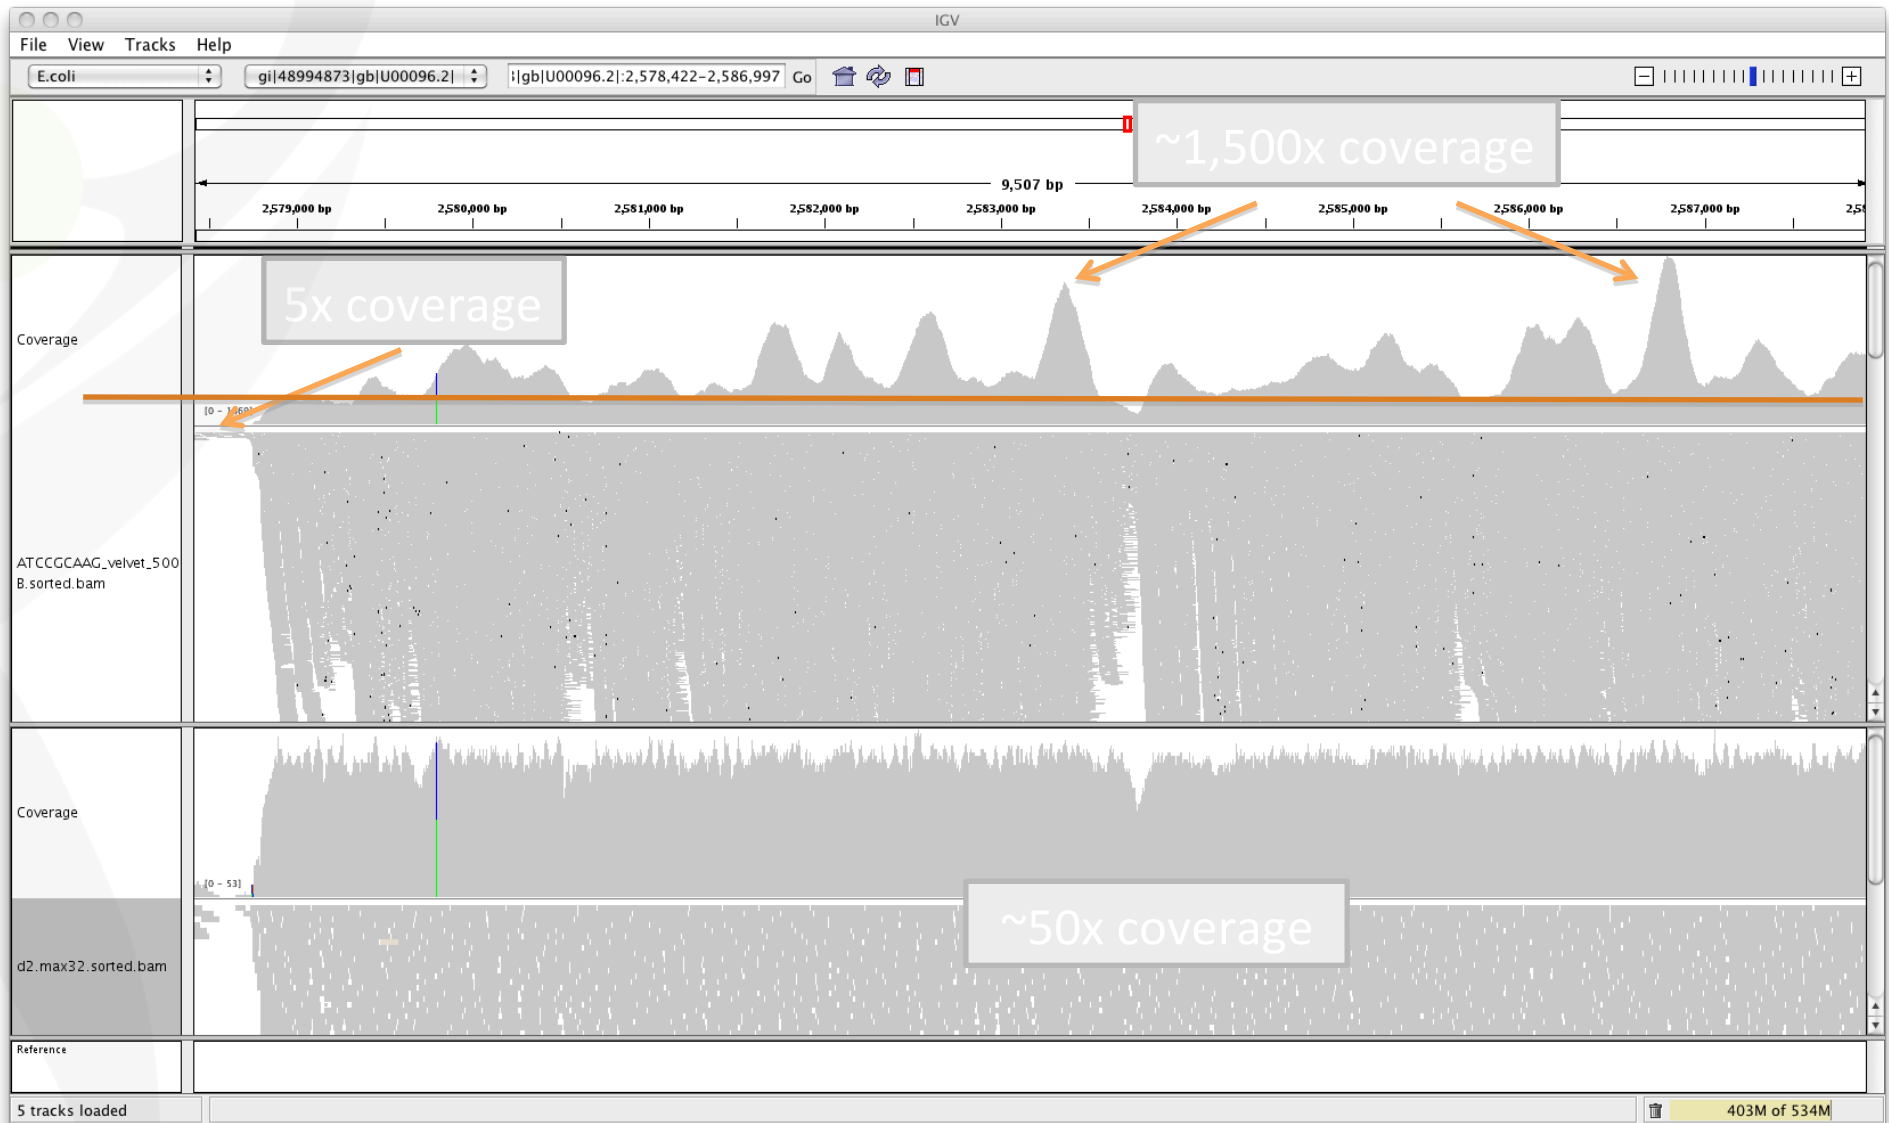 IGV
File View Tracks Help
E.coli gi|48994873|gb|U00096.2| |gb|U00096.2|:2,578,422-2,586,997 Go
~1,500x coverage
9,507 bp
2,579,000 bp 2,580,000 bp 2,581,000 bp 2,582,000 bp 2,583,000 bp 2,584,000 bp 2,585,000 bp 2,586,000 bp 2,587,000 bp 2,58
5x coverage
Coverage
[0 -
ATCCGCAAG_velvet_500
B.sorted.bam
Coverage
[0 - 53]
~50x coverage
d2.max32.sorted.bam
Reference
5 tracks loaded
403M of 534M